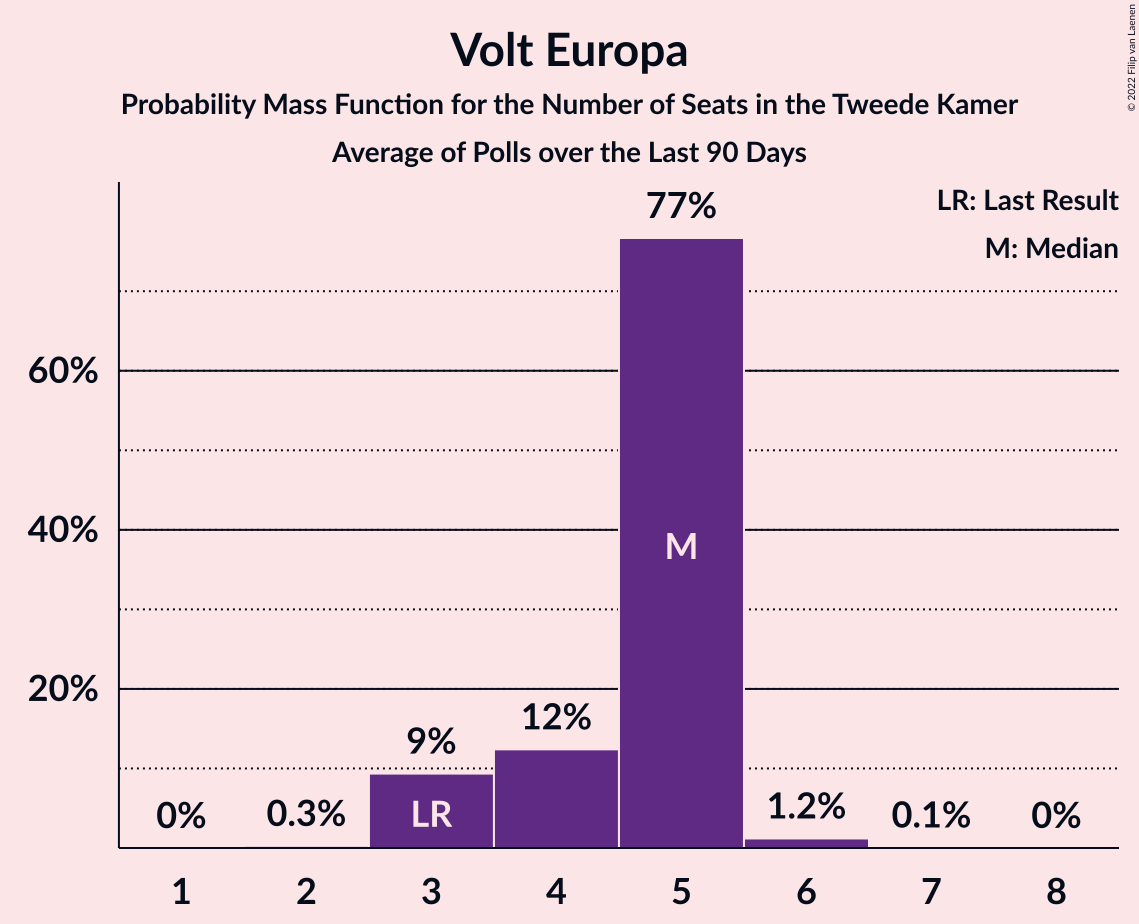 Volt Europa
Probability Mass Function for the Number of Seats in the Tweede Kamer
Average of Polls over the Last 90 Days
© 2022 Filip van Laenen
LR: Last Result
M: Median
77%
60%
40%
M
20%
12%
9%
LR
0%
0.3%
1.2%
0.1%
0%
1 2 3 4 5 6 7 8